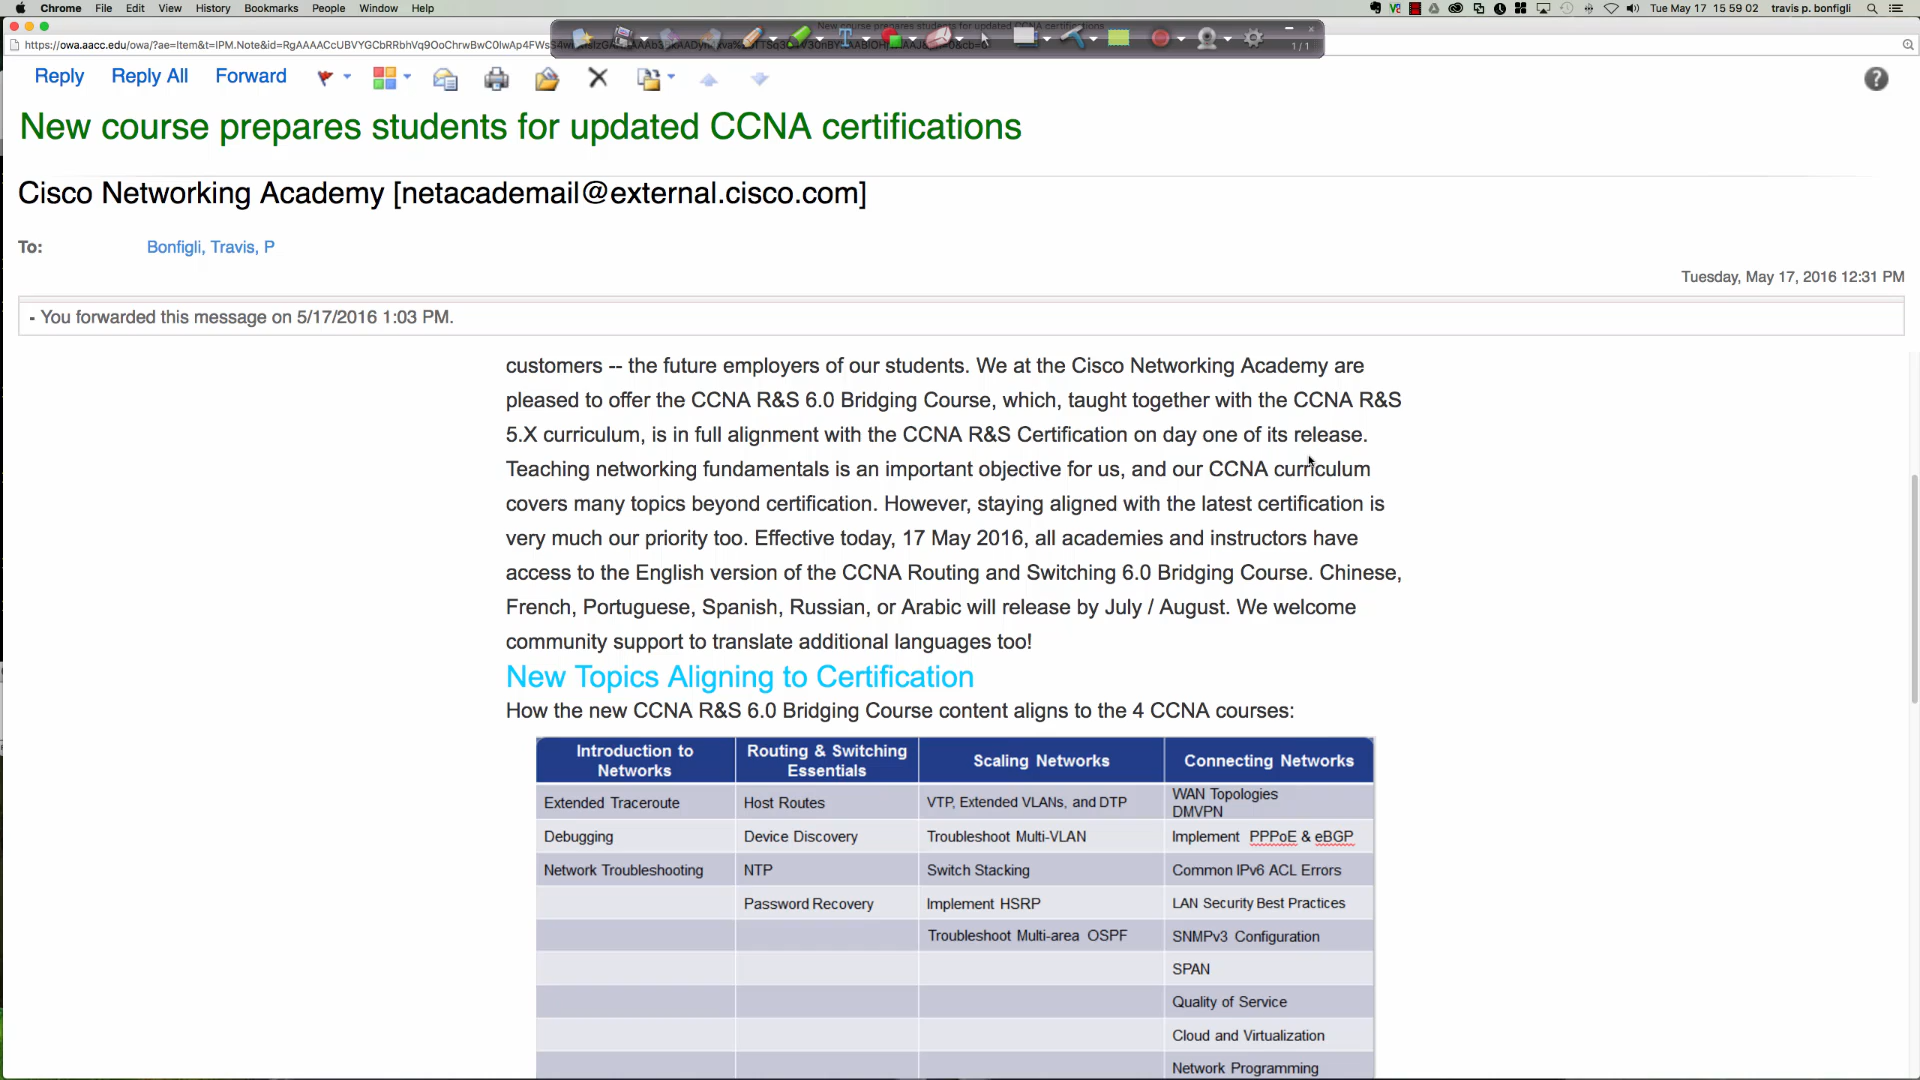 Chrome File Edit View History Bookmarks People Window Help Tue May 17 15 59 02 travis p. bonfigli
New course prepares students for updated CCNA certifications
1/1
Reply Reply All Forward
New course prepares students for updated CCNA certifications
Cisco Networking Academy [netacademail@external.cisco.com]
To: Bonfigli, Travis, P
Tuesday, May 17, 2016 12:31 PM
- You forwarded this message on 5/17/2016 1:03 PM.
customers -- the future employers of our students. We at the Cisco Networking Academy are
pleased to offer the CCNA R&S 6.0 Bridging Course, which, taught together with the CCNA R&S
5.X curriculum, is in full alignment with the CCNA R&S Certification on day one of its release.
Teaching networking fundamentals is an important objective for us, and our CCNA curriculum
covers many topics beyond certification. However, staying aligned with the latest certification is
very much our priority too. Effective today, 17 May 2016, all academies and instructors have
access to the English version of the CCNA Routing and Switching 6.0 Bridging Course. Chinese,
French, Portuguese, Spanish, Russian, or Arabic will release by July / August. We welcome
community support to translate additional languages too!
New Topics Aligning to Certification
How the new CCNA R&S 6.0 Bridging Course content aligns to the 4 CCNA courses:
Introduction to Networks Routing & Switching Essentials Scaling Networks Connecting Networks
Extended Traceroute Host Routes VTP, Extended VLANs, and DTP WAN Topologies DMVPN
Debugging Device Discovery Troubleshoot Multi-VLAN Implement PPPoE & eBGP
Network Troubleshooting NTP Switch Stacking Common IPv6 ACL Errors
Password Recovery Implement HSRP LAN Security Best Practices
Troubleshoot Multi-area OSPF SNMPv3 Configuration
SPAN
Quality of Service
Cloud and Virtualization
Network Programming